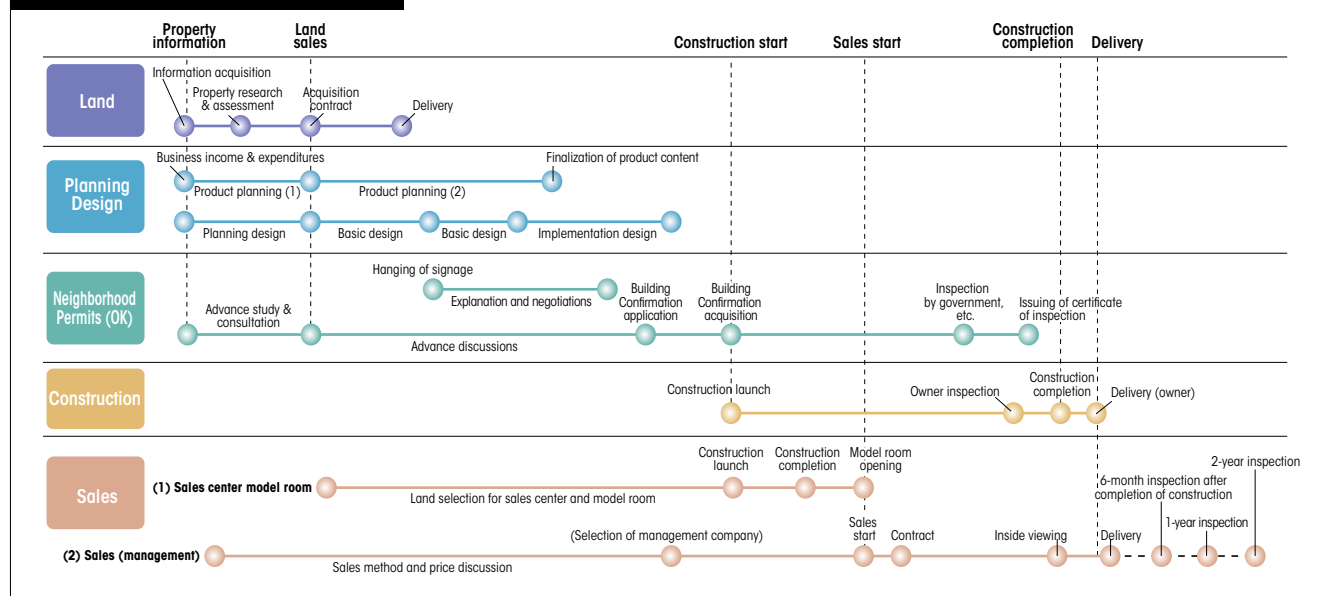 Property
information
Land
sales
Construction start
Sales start
Construction
completion
Delivery
Land
Information acquisition
Property research
& assessment
Acquisition
contract
Delivery
Planning
Design
Business income & expenditures
Finalization of product content
Product planning (1)
Product planning (2)
Planning design
Basic design
Basic design
Implementation design
Neighborhood
Permits (OK)
Hanging of signage
Explanation and negotiations
Advance study &
consultation
Advance discussions
Building
Confirmation
application
Building
Confirmation
acquisition
Inspection
by government,
etc.
Issuing of certificate
of inspection
Construction
Construction launch
Owner inspection
Construction
completion
Delivery (owner)
Sales
(1) Sales center model room
Land selection for sales center and model room
Construction
launch
Construction
completion
Model room
opening
(2) Sales (management)
Sales method and price discussion
(Selection of management company)
Sales
start
Contract
Inside viewing
Delivery
6-month inspection after
completion of construction
1-year inspection
2-year inspection